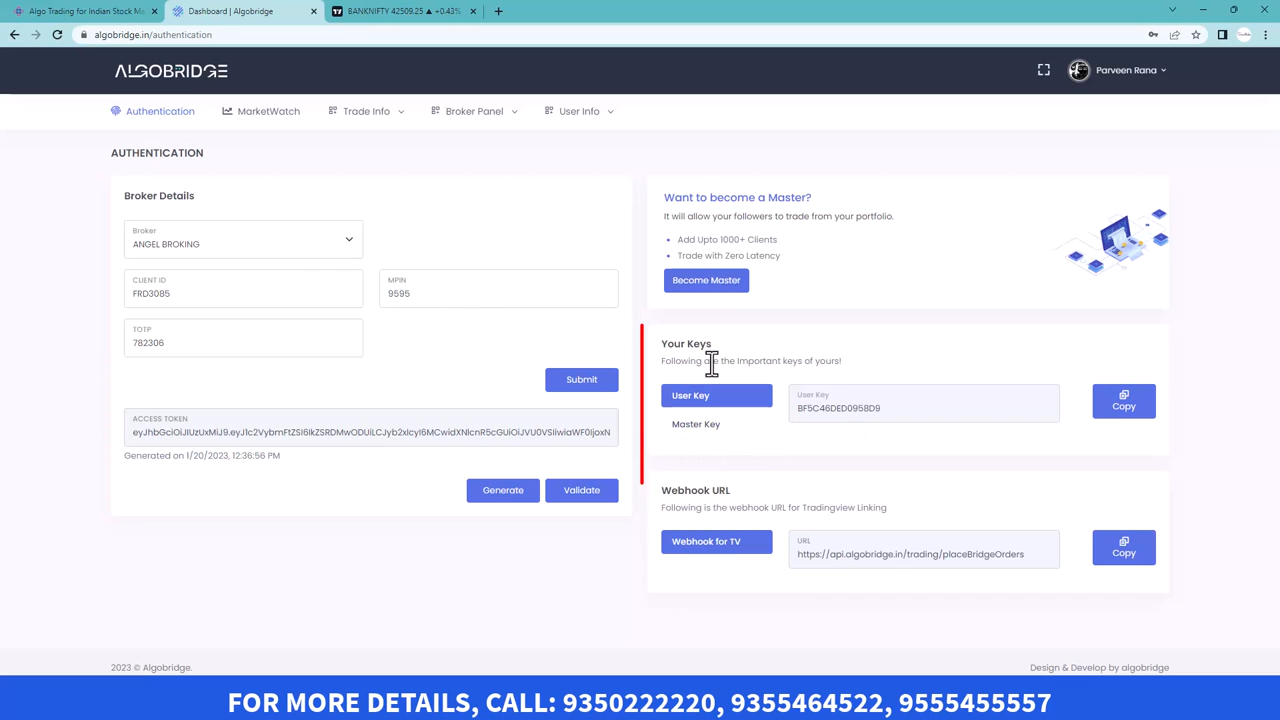 Algo Trading for Indian Stock Ma
Dashboard | Algobridge
BANKNIFTY 42509.25 ▲ +0.43%
algobridge.in/authentication
ALGOBRIDGE
Parveen Rana
Authentication
MarketWatch
Trade Info
Broker Panel
User Info
AUTHENTICATION
Broker Details
Broker
ANGEL BROKING
CLIENT ID
FRD3085
MPIN
9595
TOTP
782306
Submit
ACCESS TOKEN
Generated on 1/20/2023, 12:36:56 PM
Generate
Validate
Want to become a Master?
It will allow your followers to trade from your portfolio.
• Add Upto 1000+ Clients
• Trade with Zero Latency
Become Master
Your Keys
Following are the Important keys of yours!
User Key
User Key
BF5C46DED0958D9
Copy
Master Key
Webhook URL
Following is the webhook URL for Tradingview Linking
Webhook for TV
URL
https://api.algobridge.in/trading/placeBridgeOrders
Copy
2023 © Algobridge.
Design & Develop by algobridge
FOR MORE DETAILS, CALL: 9350222220, 9355464522, 9555455557